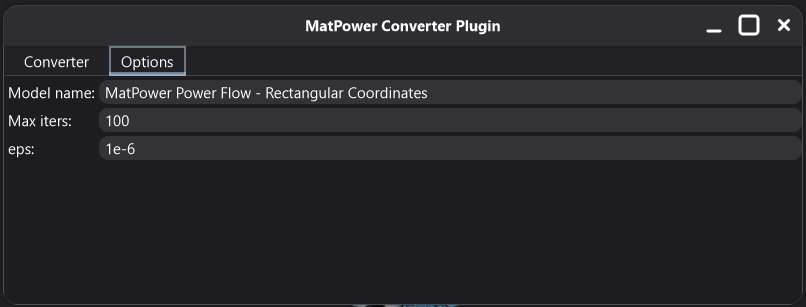 MatPower Converter Plugin
Converter Options
Model name: MatPower Power Flow - Rectangular Coordinates
Max iters: 100
eps: 1e-6